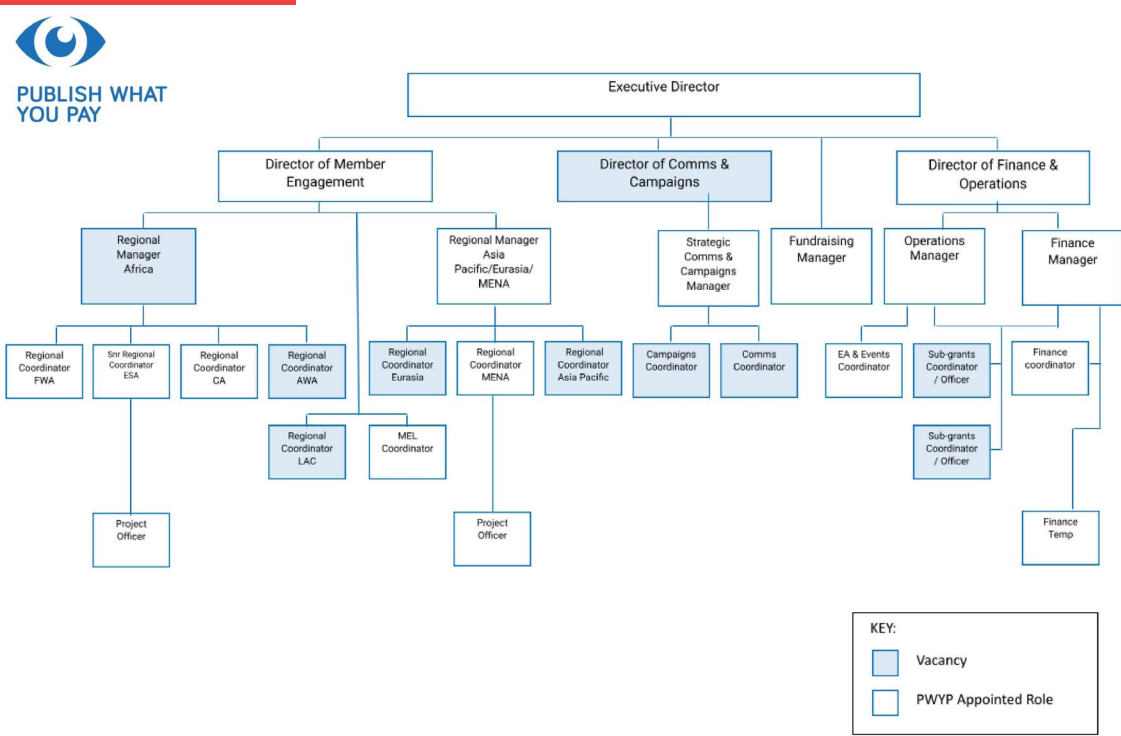 PUBLISH WHAT
YOU PAY
Executive Director
Director of Member
Engagement
Director of Comms &
Campaigns
Director of Finance &
Operations
Regional
Manager
Africa
Regional Manager
Asia
Pacific/Eurasia/
MENA
Strategic
Comms &
Campaigns
Manager
Fundraising
Manager
Operations
Manager
Finance
Manager
Regional
Coordinator
FWA
Snr Regional
Coordinator
ESA
Regional
Coordinator
CA
Regional
Coordinator
AWA
Regional
Coordinator
Eurasia
Regional
Coordinator
MENA
Regional
Coordinator
Asia Pacific
Campaigns
Coordinator
Comms
Coordinator
EA & Events
Coordinator
Sub-grants
Coordinator
/ Officer
Finance
coordinator
Regional
Coordinator
LAC
MEL
Coordinator
Sub-grants
Coordinator
/ Officer
Project
Officer
Project
Officer
Finance
Temp
KEY:
Vacancy
PWYP Appointed Role